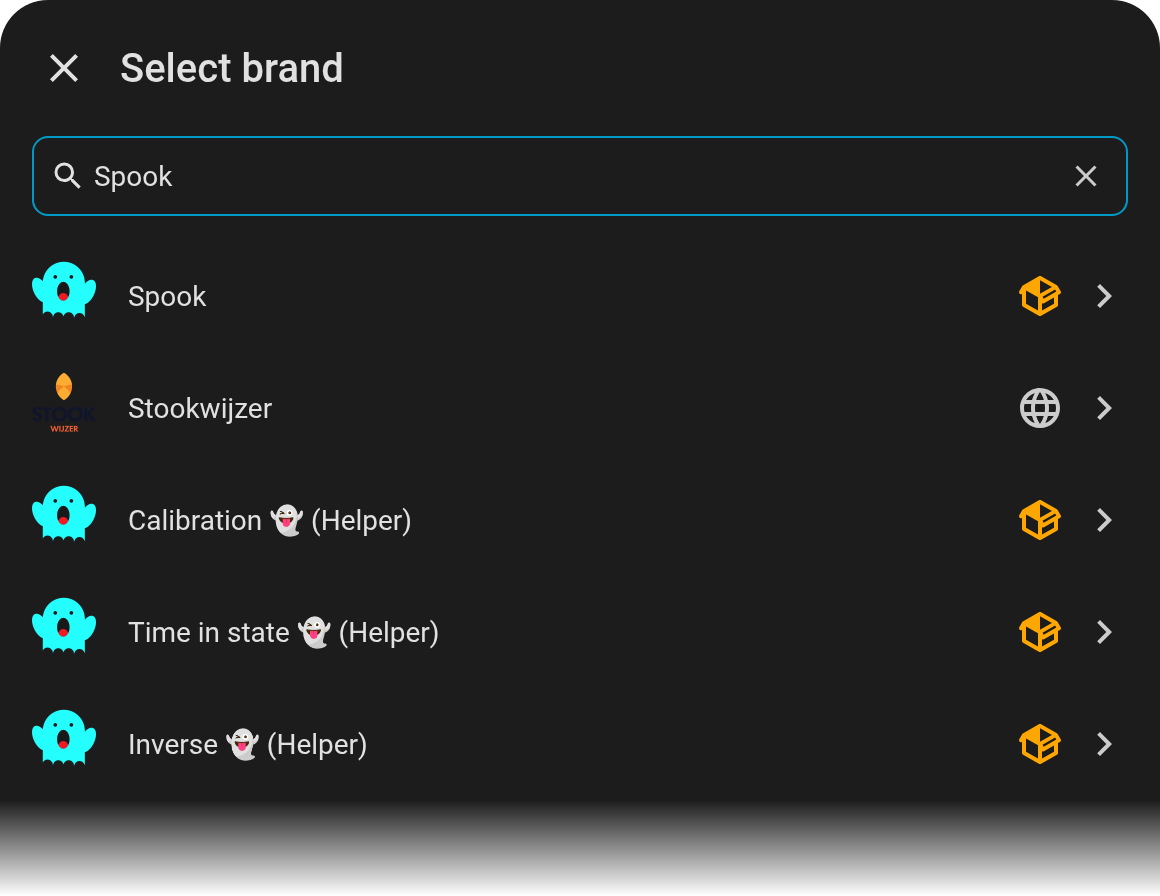 Select brand
Spook
Spook
STOOK
WIJZER
Stookwijzer
Calibration 👻 (Helper)
Time in state 👻 (Helper)
Inverse 👻 (Helper)